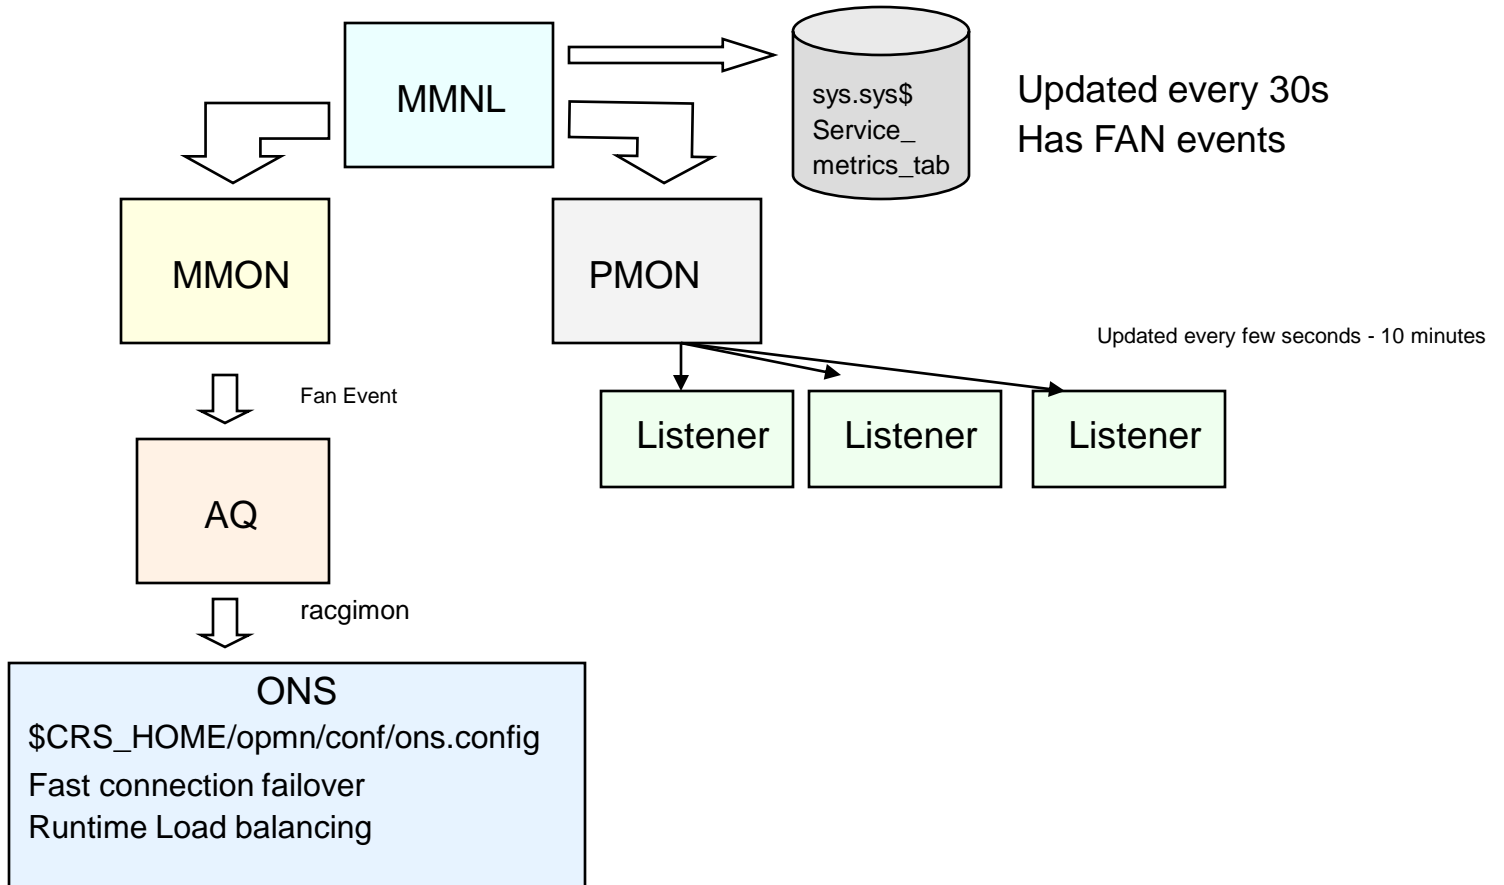 MMNL
sys.sys$
Service_
metrics_tab
Updated every 30s
Has FAN events
MMON
PMON
Updated every few seconds - 10 minutes
Fan Event
Listener
Listener
Listener
AQ
racgimon
ONS
$CRS_HOME/opmn/conf/ons.config
Fast connection failover
Runtime Load balancing